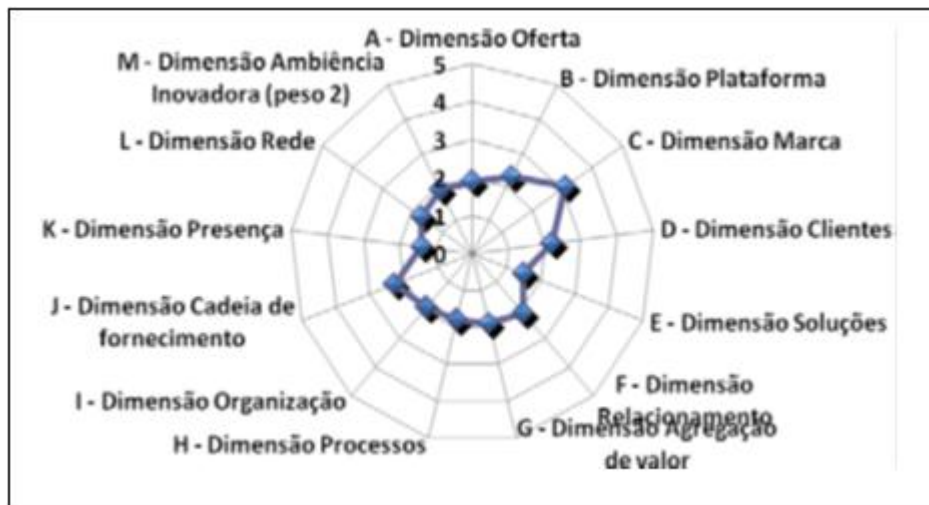 A - Dimensão Oferta
M - Dimensão Ambiência
Inovadora (peso 2)
B - Dimensão Plataforma
L - Dimensão Rede
C - Dimensão Marca
K - Dimensão Presença
D - Dimensão Clientes
J - Dimensão Cadeia de
fornecimento
E - Dimensão Soluções
I - Dimensão Organização
F - Dimensão
Relacionamento
H - Dimensão Processos
G - Dimensão Agregação
de valor
5
4
3
2
1
0